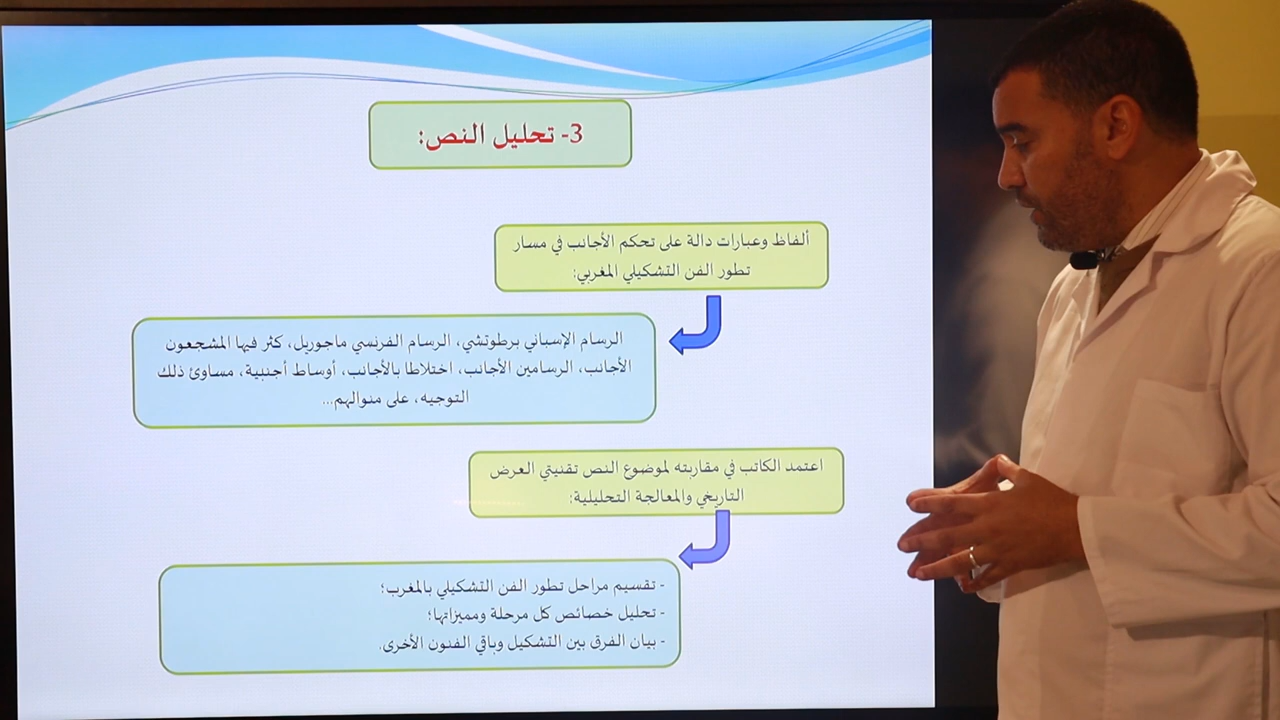 3- تحليل النص:
ألفاظ وعبارات دالة على تحكم الأجانب في مسار
تطور الفن التشكيلي المغربي:
الرسام الإسباني برطوتشي، الرسام الفرنسي ماجوريل، كثر فيها المشجعون
الأجانب، الرسامين الأجانب، اختلاطا بالأجانب، أوساط أجنبية، مساوئ ذلك
التوجيه، على منوالهم...
اعتمد الكاتب في مقاربته لموضوع النص تقنيتي العرض
التاريخي والمعالجة التحليلية:
- تقسيم مراحل تطور الفن التشكيلي بالمغرب؛
- تحليل خصائص كل مرحلة ومميزاتها؛
- بيان الفرق بين التشكيل وباقي الفنون الأخرى.